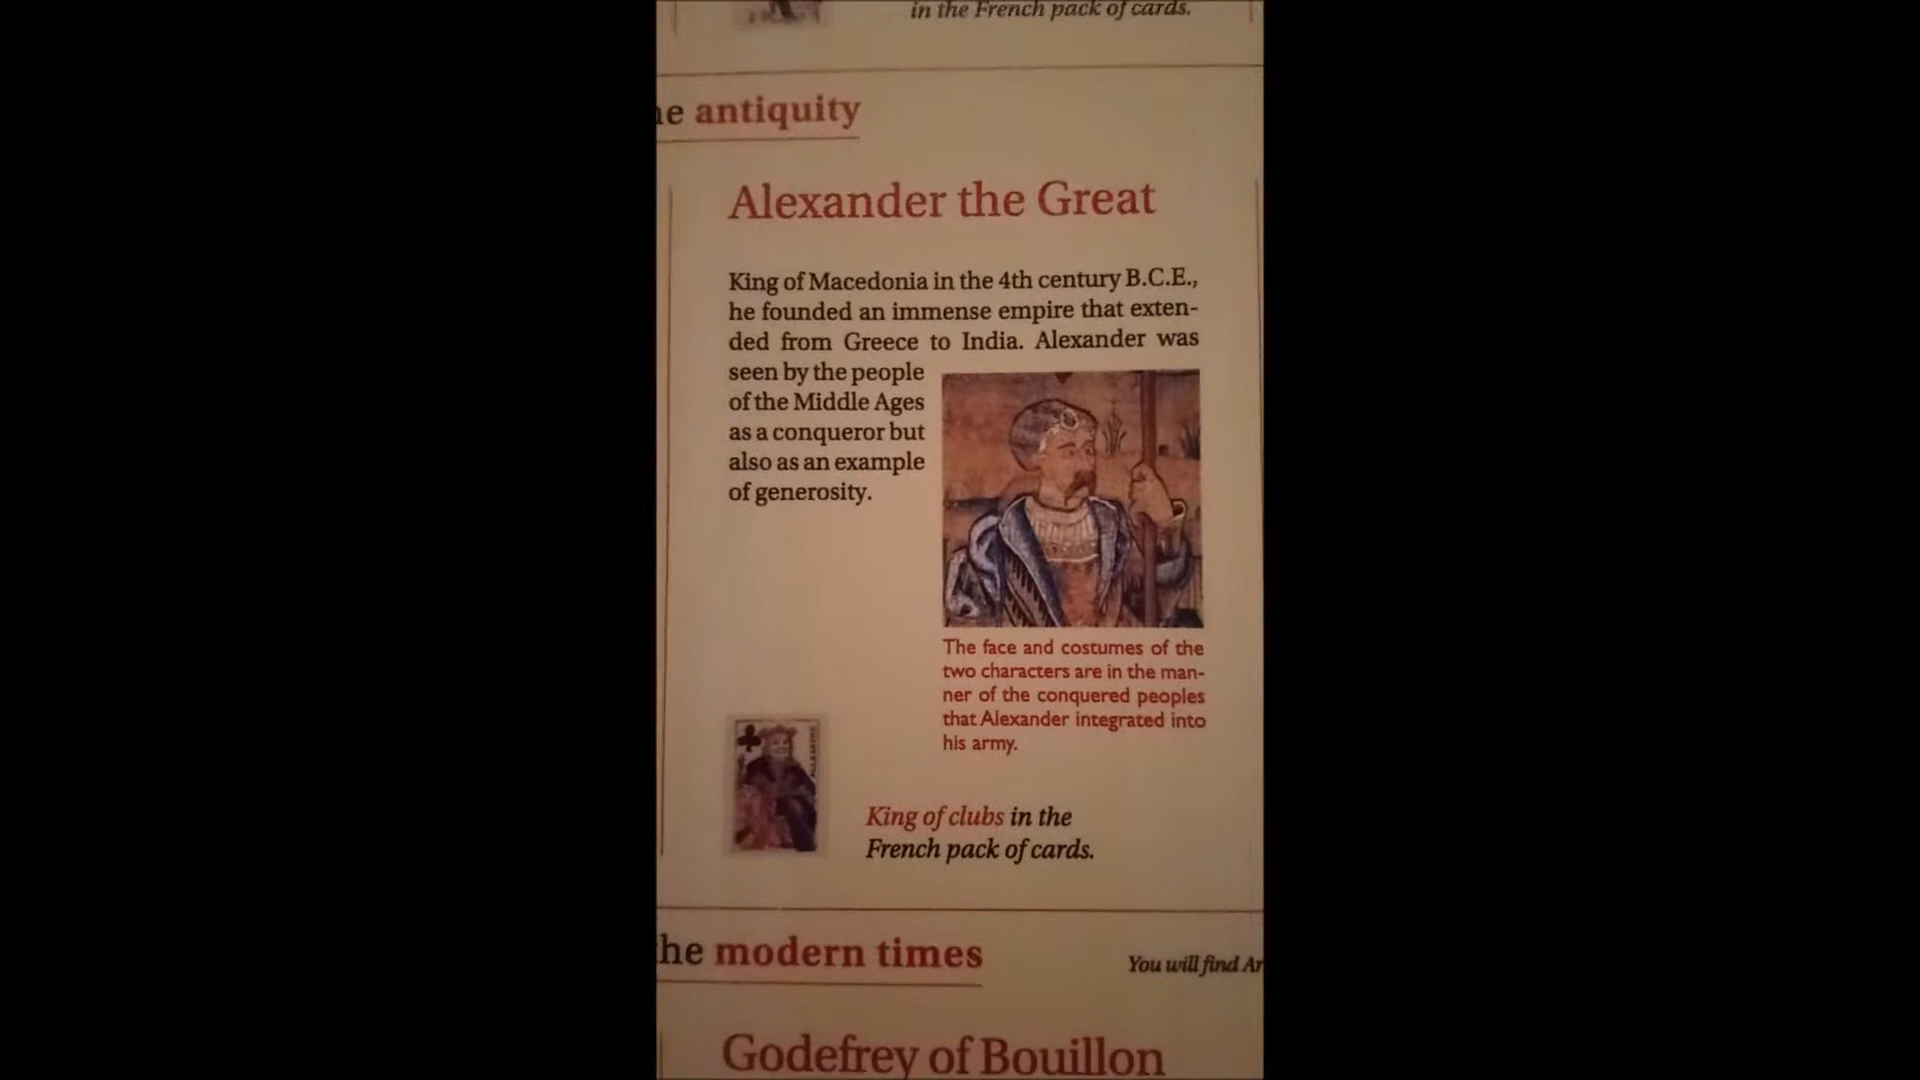 in the French pack of cards.
he antiquity
Alexander the Great
King of Macedonia in the 4th century B.C.E.,
he founded an immense empire that exten-
ded from Greece to India. Alexander was
seen by the people
of the Middle Ages
as a conqueror but
also as an example
of generosity.
The face and costumes of the
two characters are in the man-
ner of the conquered peoples
that Alexander integrated into
his army.
King of clubs in the
French pack of cards.
the modern times
You will find Ar
Godefrey of Bouillon